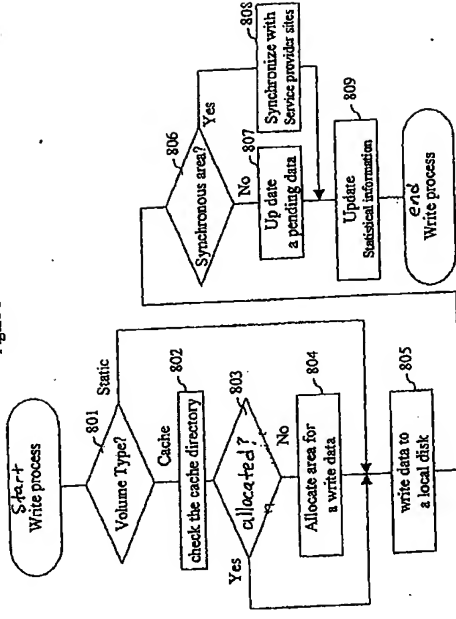 Start
Write process
801
Volume Type?
Static
Cache
802
check the cache directory
803
allocated?
Yes
No
804
Allocate area for
a write data
805
write data to
a local disk
806
Synchronous area?
Yes
No
807
Up date
a pending data
808
Synchronize with
Service provider sites
809
Update
Statistical information
end
Write process